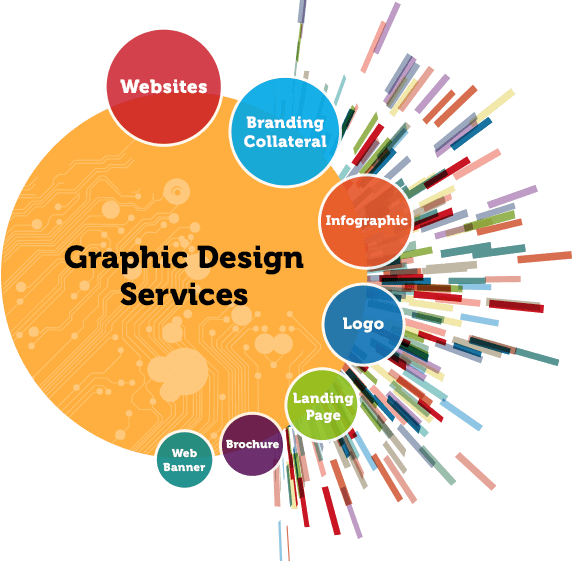 Websites
Branding
Collateral
Infographic
Graphic Design
Services
Logo
Landing
Page
Brochure
Web
Banner